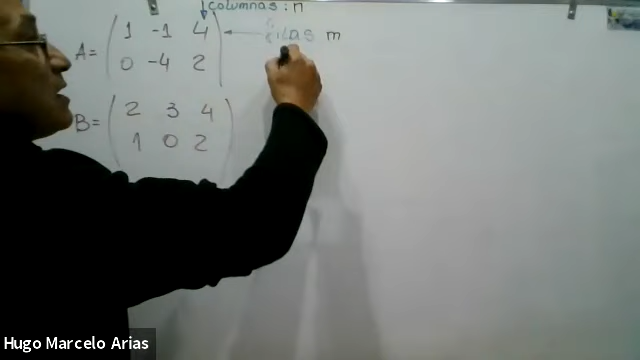 columnas: n
1 -1 4 filas m
A=
0 -4 2
2 3 4
B=
1 0 2
Hugo Marcelo Arias